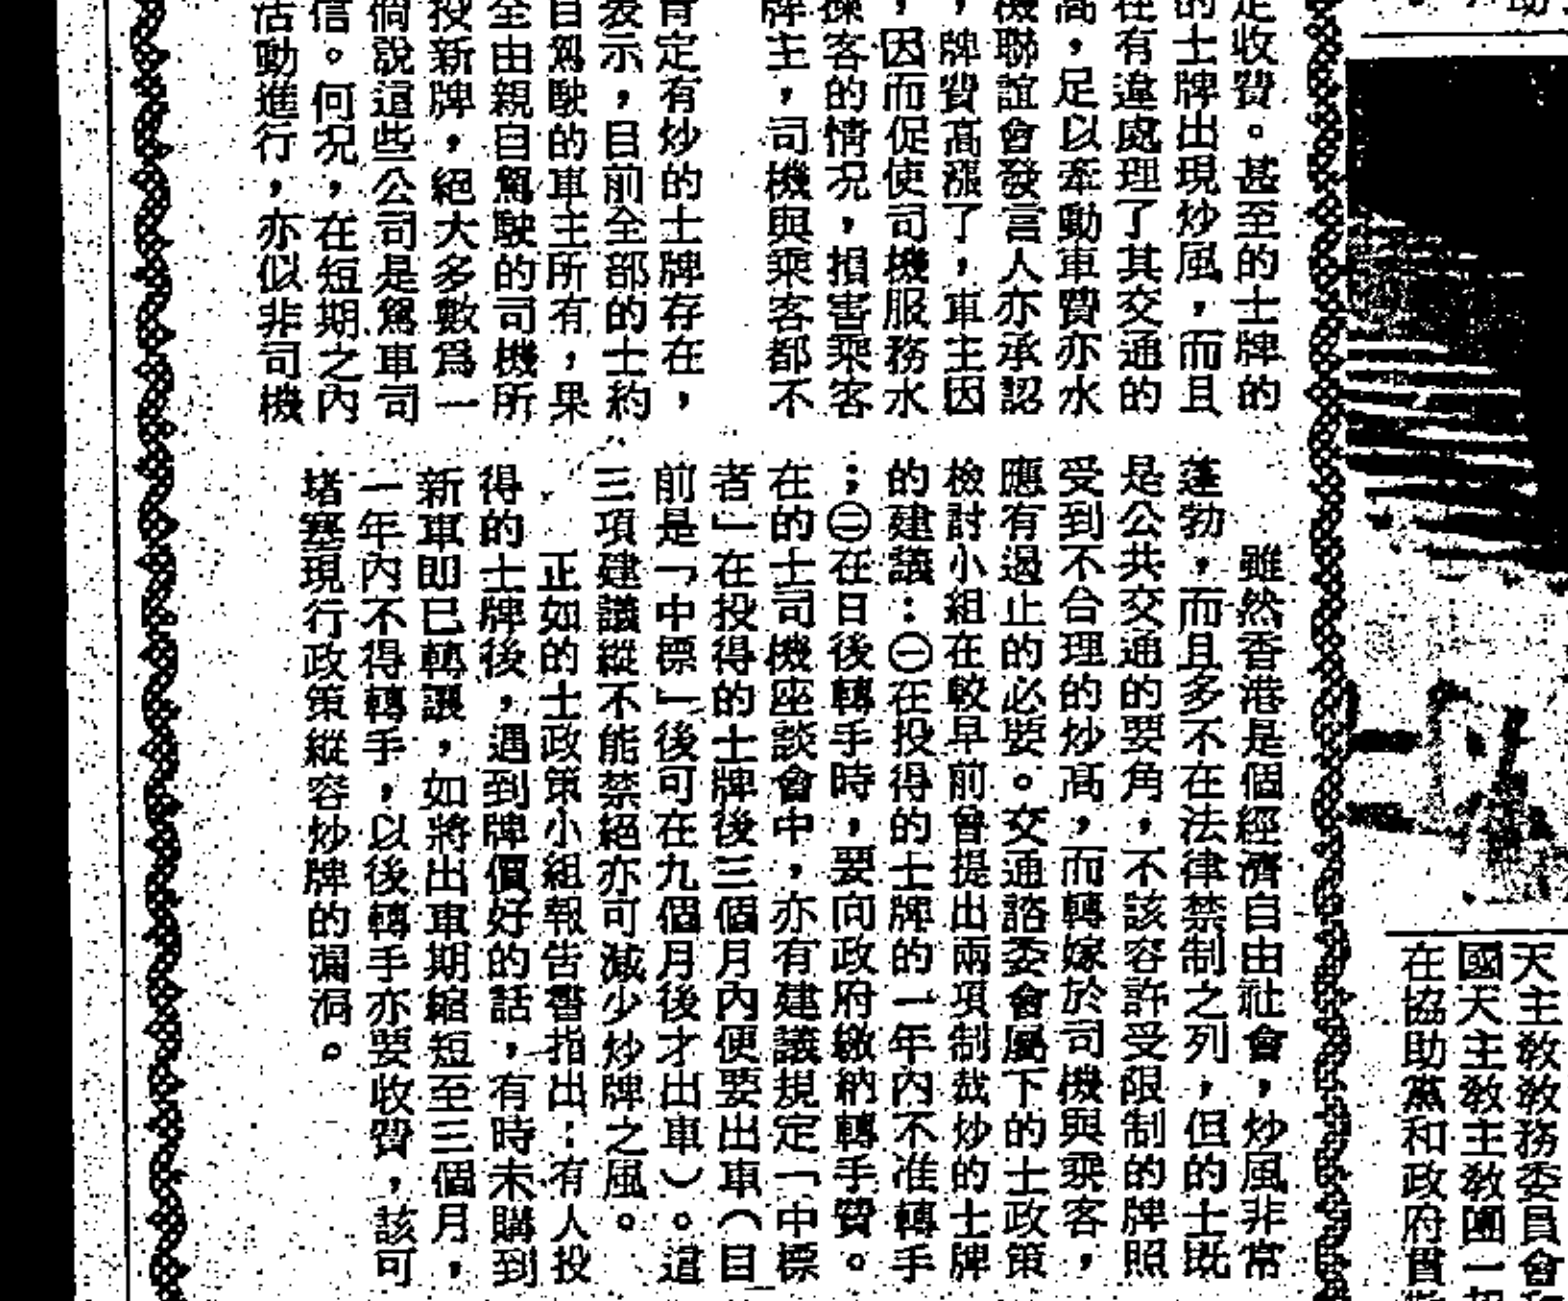 定收費。甚至的士牌的
的士牌出現炒風，而且
在有違處理了其交通的
高，足以牽動車費亦水
機聯誼會發言人亦承認
，牌費高漲了，車主因
，因而促使司機服務水
揀客的情況，損害乘客
牌主，司機與乘客都不
肯定有炒的士牌存在，
表示，目前全部的士約
自駕駛的車主所有，果
全由親自駕駛的司機所
投新牌，絕大多數為一
倘說這些公司是駕車司
信。何況，在短期之內
活動進行，亦似非司機
雖然香港是個經濟自由社會，炒風非常
蓬勃，而且多不在法律禁制之列，但的士既
是公共交通的要角，不該容許受限制的牌照
受到不合理的炒高，而轉嫁於司機與乘客，
應有遏止的必要。交通諮委會屬下的士政策
檢討小組在較早前曾提出兩項制裁炒的士牌
的建議：㊀在投得的士牌的一年內不准轉手
；㊁在日後轉手時，要向政府繳納轉手費。
在的士司機座談會中，亦有建議規定「中標
者」在投得的士牌後三個月內便要出車（目
前是「中標」後可在九個月後才出車）。這
三項建議縱不能禁絕亦可減少炒牌之風。
正如的士政策小組報告書指出：有人投
得的士牌後，遇到牌價好的話，有時未購到
新車即已轉讓，如將出車期縮短至三個月，
一年內不得轉手，以後轉手亦要收費，該可
堵塞現行政策縱容炒牌的漏洞。
天主教教務委員會和
國天主教主教團一
在協助萬和政府貫